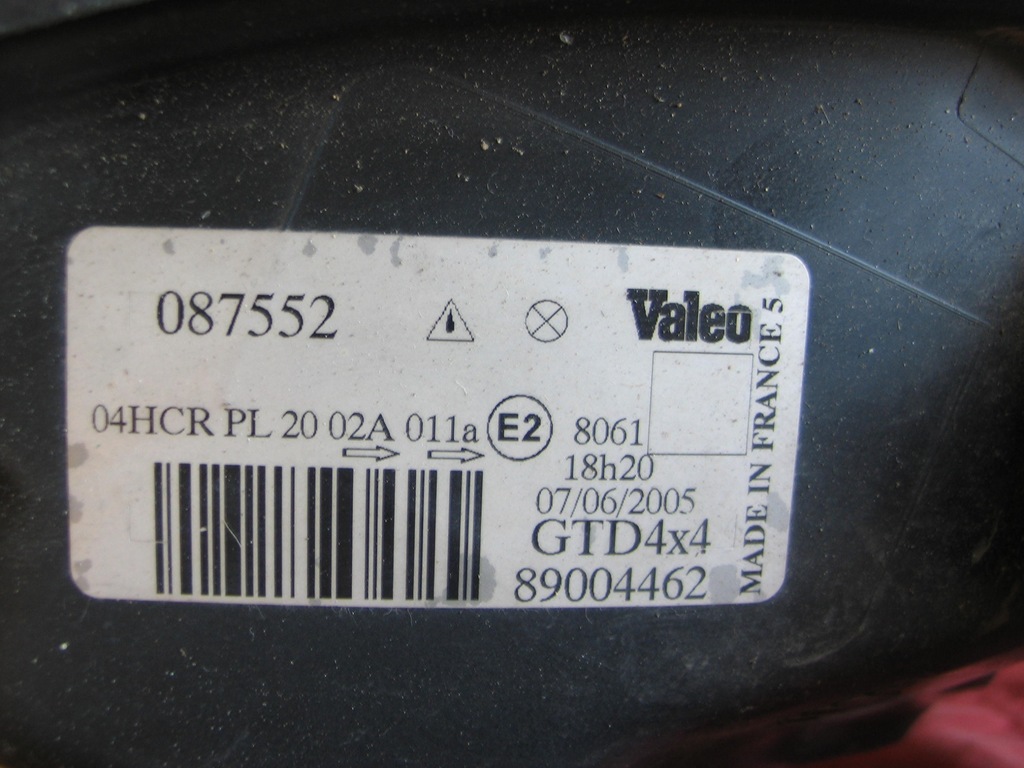 087552 Valeo
04HCR PL 20 02A 011a E2 8061
18h20
07/06/2005
GTD4x4
89004462
MADE IN FRANCE 5